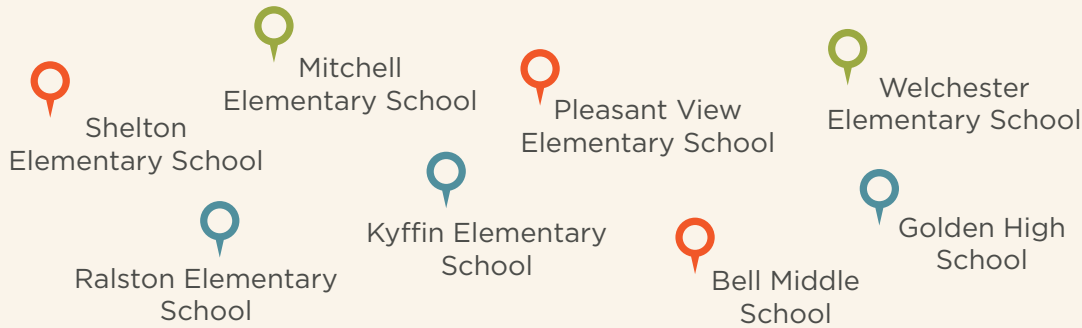 Mitchell
Elementary School
Shelton
Elementary School
Pleasant View
Elementary School
Welchester
Elementary School
Ralston Elementary
School
Kyffin Elementary
School
Bell Middle
School
Golden High
School